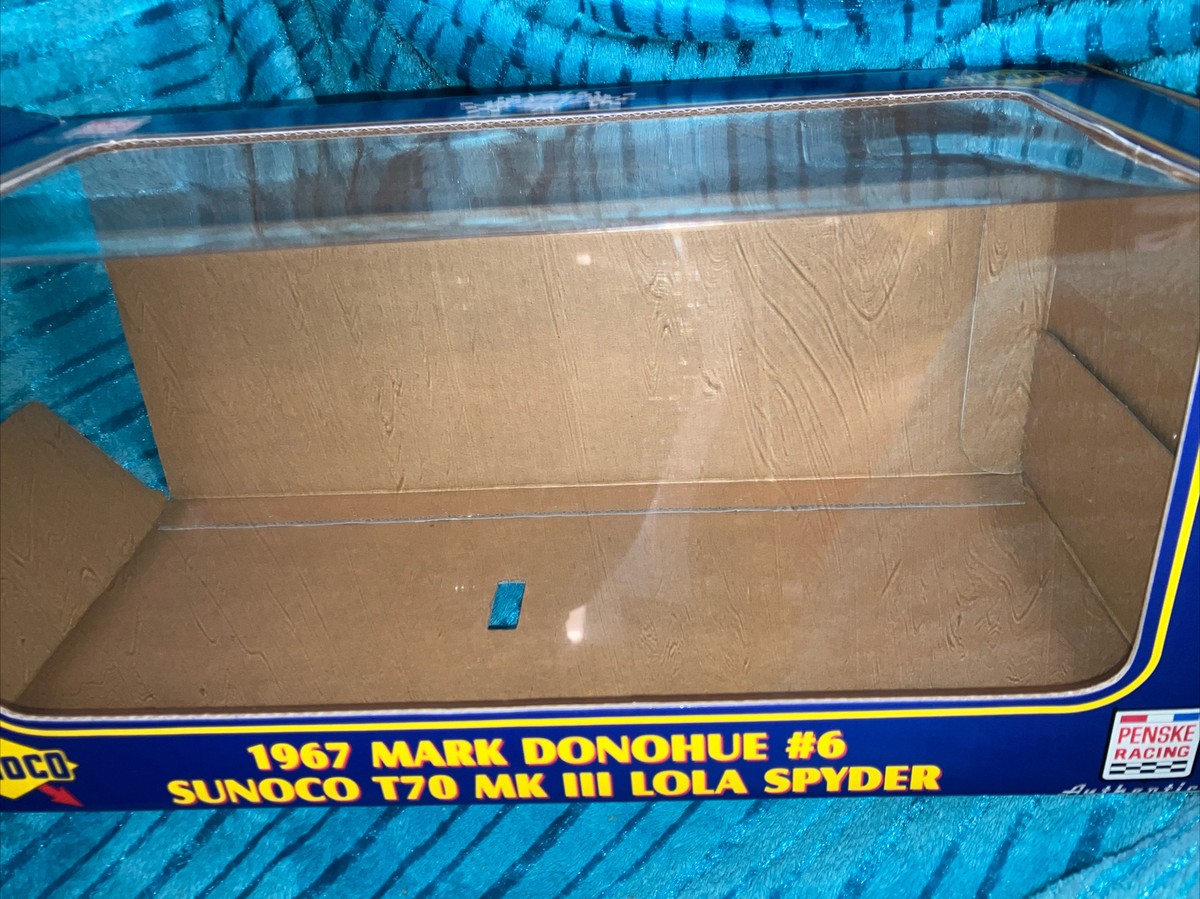 1967 MARK DONOHUE #6
SUNOCO T70 MK III LOLA SPYDER
PENSKE
RACING